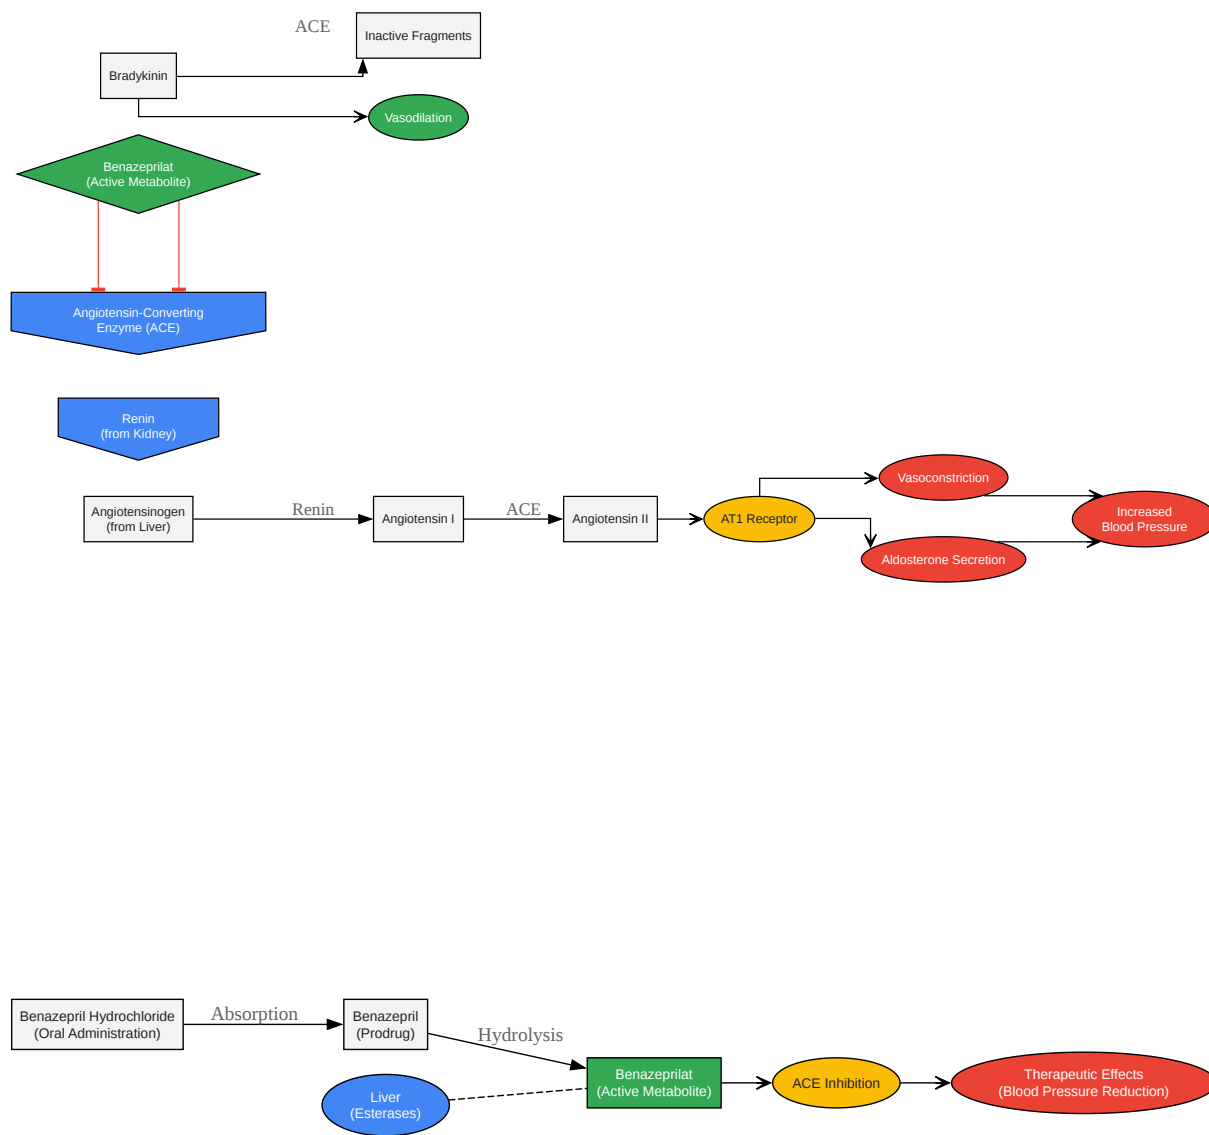 ACE
Inactive Fragments
Bradykinin
Vasodilation
Benazeprilat
(Active Metabolite)
Angiotensin-Converting
Enzyme (ACE)
Renin
(from Kidney)
Angiotensinogen
(from Liver)
Renin
Angiotensin I
ACE
Angiotensin II
AT1 Receptor
Vasoconstriction
Aldosterone Secretion
Increased
Blood Pressure
Benazepril Hydrochloride
(Oral Administration)
Absorption
Benazepril
(Prodrug)
Hydrolysis
Liver
(Esterases)
Benazeprilat
(Active Metabolite)
ACE Inhibition
Therapeutic Effects
(Blood Pressure Reduction)